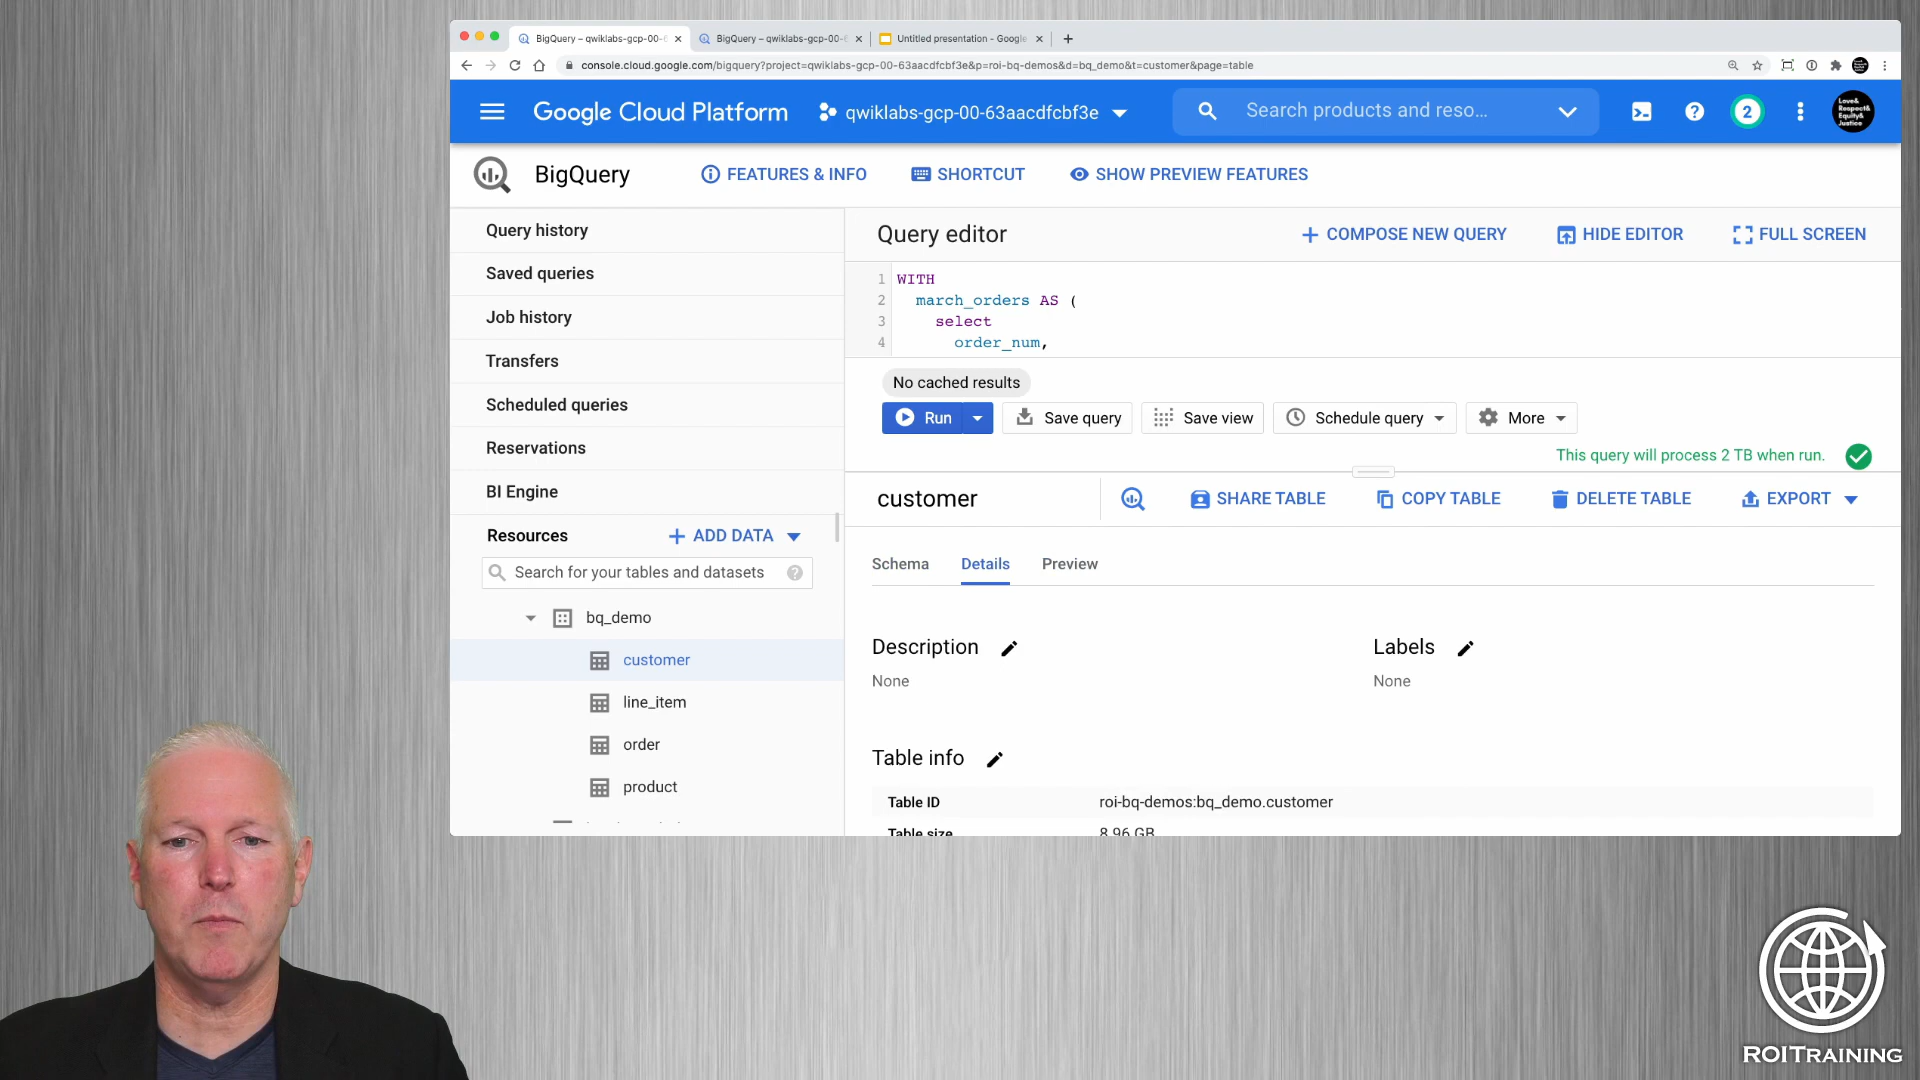 BigQuery – qwiklabs-gcp-00-6
BigQuery – qwiklabs-gcp-00-6
Untitled presentation - Google
console.cloud.google.com/bigquery?project=qwiklabs-gcp-00-63aacdfcbf3e&p=roi-bq-demos&d=bq_demo&t=customer&page=table
Google Cloud Platform
qwiklabs-gcp-00-63aacdfcbf3e
Search products and reso...
2
Love&
Respect&
Equity&
Justice
BigQuery
FEATURES & INFO
SHORTCUT
SHOW PREVIEW FEATURES
Query history
Saved queries
Job history
Transfers
Scheduled queries
Reservations
BI Engine
Resources
ADD DATA
Search for your tables and datasets
bq_demo
customer
line_item
order
product
Query editor
COMPOSE NEW QUERY
HIDE EDITOR
FULL SCREEN
1 WITH
2 march_orders AS (
3 select
4 order_num,
No cached results
Run
Save query
Save view
Schedule query
More
This query will process 2 TB when run.
customer
SHARE TABLE
COPY TABLE
DELETE TABLE
EXPORT
Schema
Details
Preview
Description
None
Labels
None
Table info
Table ID
roi-bq-demos:bq_demo.customer
Table size
8.96 GB
ROITRAINING